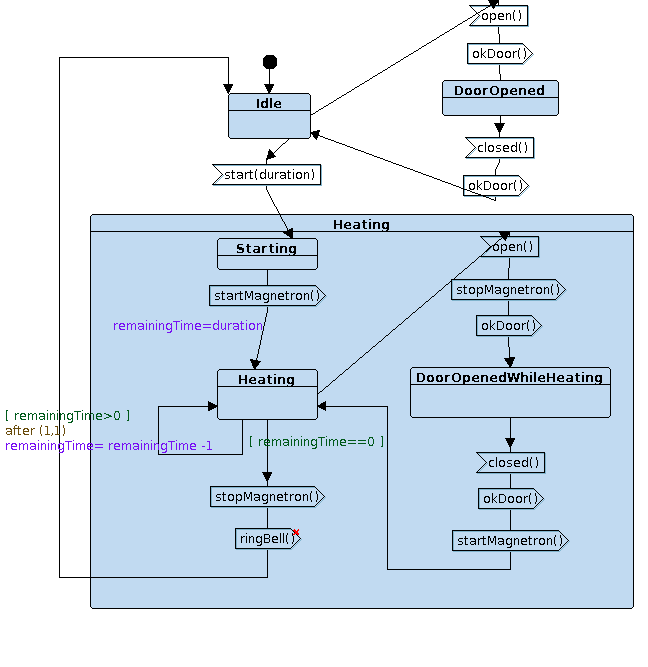 open()
okDoor()
DoorOpened
Idle
closed()
start(duration)
okDoor()
Heating
Starting
open()
startMagnetron()
stopMagnetron()
remainingTime=duration
okDoor()
Heating
DoorOpenedWhileHeating
[ remainingTime>0 ]
after (1,1)
remainingTime= remainingTime -1
[ remainingTime==0 ]
closed()
stopMagnetron()
okDoor()
ringBell()
startMagnetron()